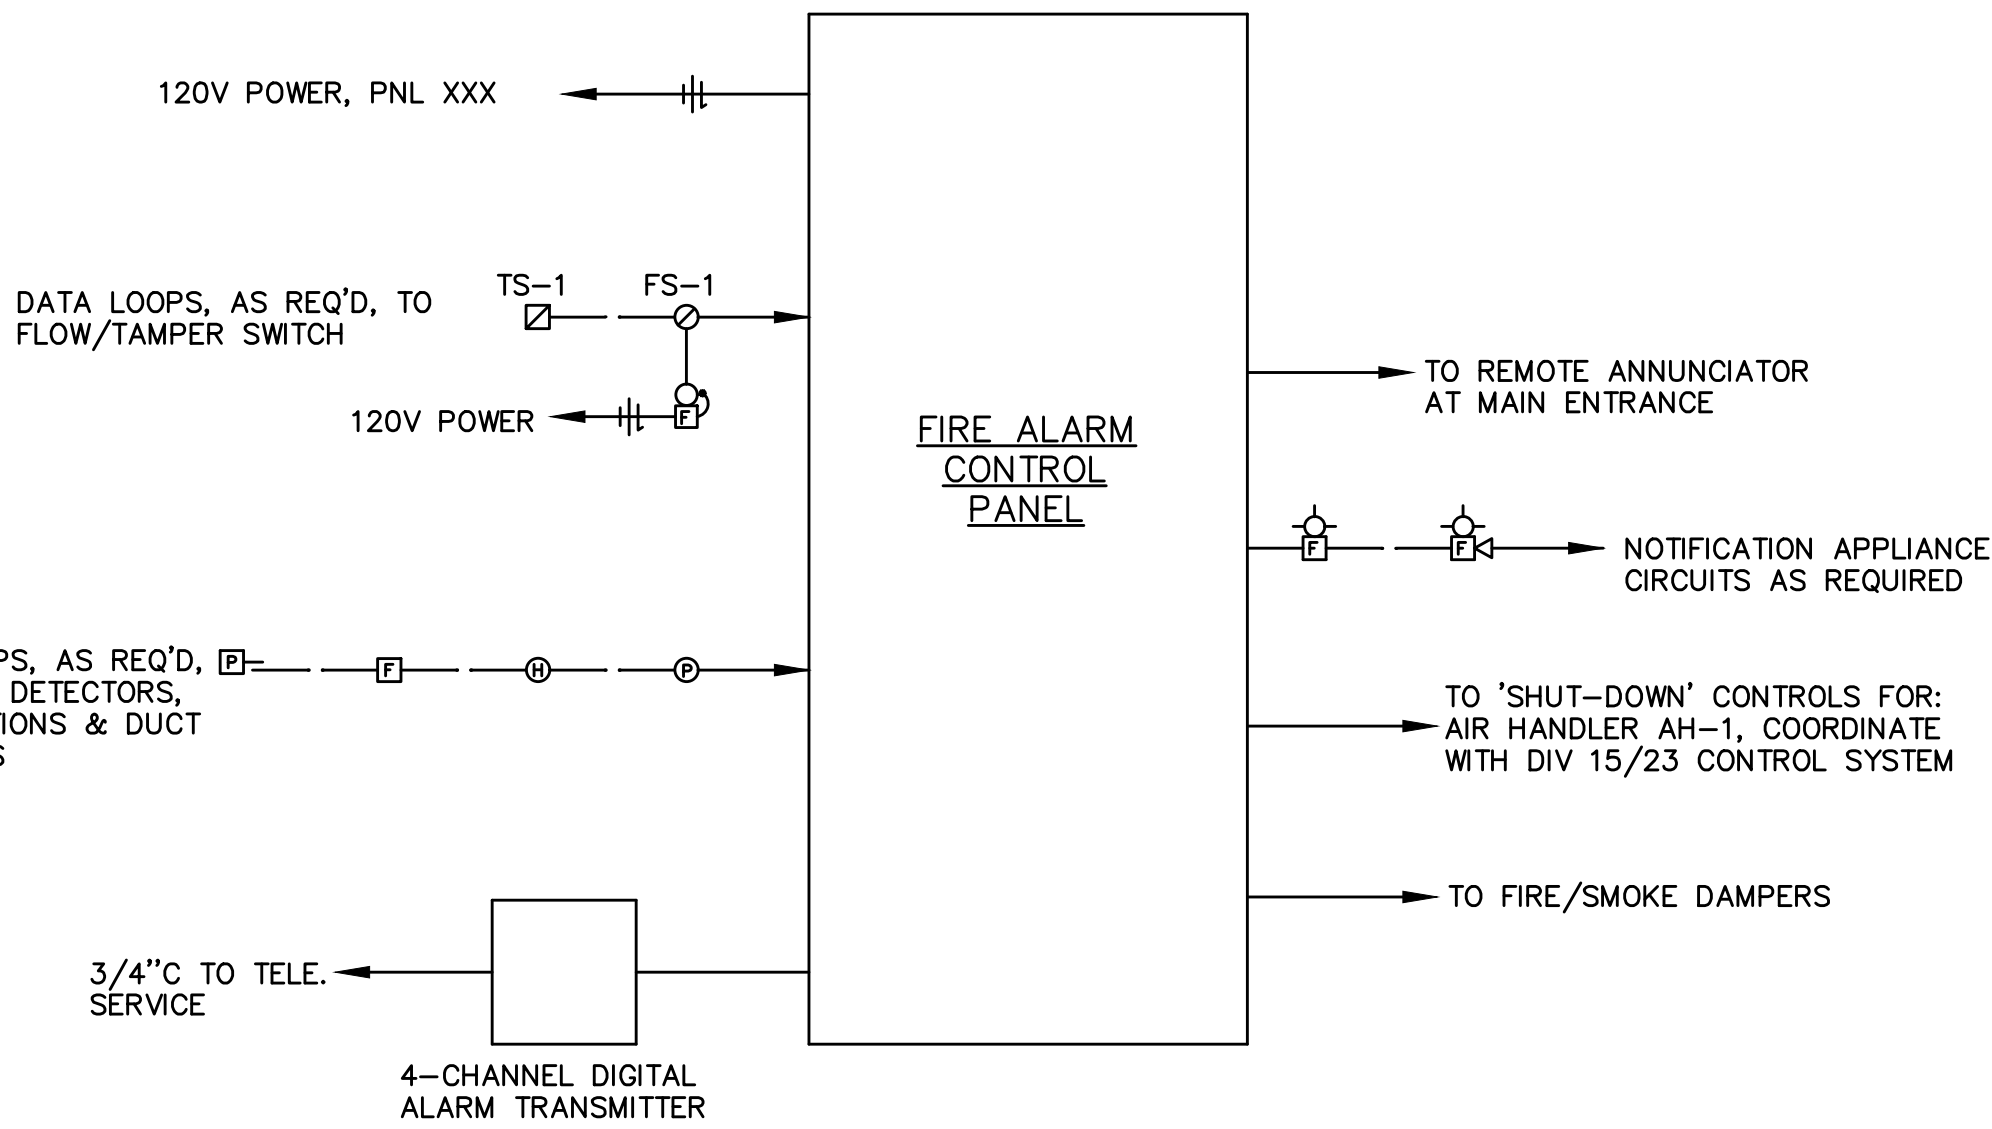 120V POWER, PNL XXX
TS-1
FS-1
DATA LOOPS, AS REQ'D, TO
FLOW/TAMPER SWITCH
120V POWER
F
AS REQ'D,
P
F
H
P
DETECTORS,
& DUCT
3/4"C TO TELE.
SERVICE
4-CHANNEL DIGITAL
ALARM TRANSMITTER
FIRE ALARM
CONTROL
PANEL
TO REMOTE ANNUNCIATOR
AT MAIN ENTRANCE
F
F
NOTIFICATION APPLIANCE
CIRCUITS AS REQUIRED
TO 'SHUT-DOWN' CONTROLS FOR:
AIR HANDLER AH-1, COORDINATE
WITH DIV 15/23 CONTROL SYSTEM
TO FIRE/SMOKE DAMPERS